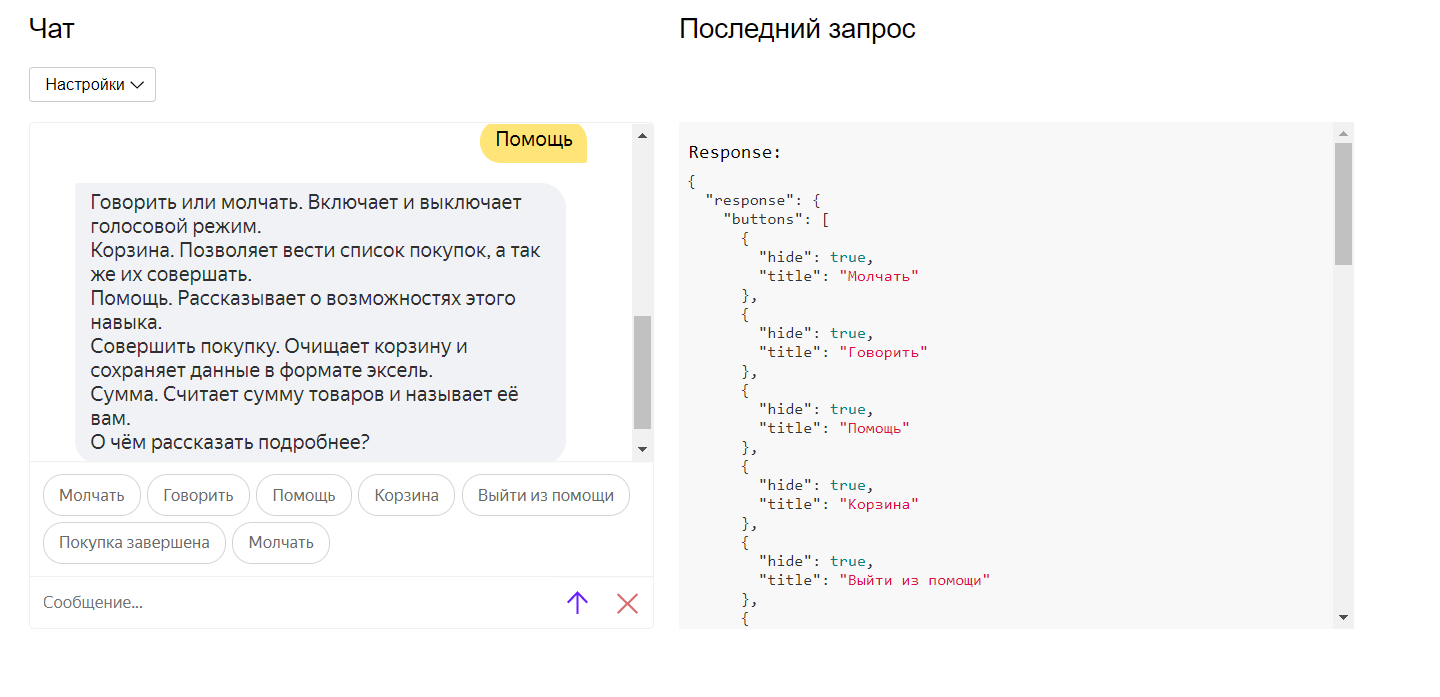 Чат
Настройки
Помощь
Говорить или молчать. Включает и выключает
голосовой режим.
Корзина. Позволяет вести список покупок, а так
же их совершать.
Помощь. Рассказывает о возможностях этого
навыка.
Совершить покупку. Очищает корзину и
сохраняет данные в формате эксель.
Сумма. Считает сумму товаров и называет её
вам.
О чём рассказать подробнее?
Молчать Говорить Помощь Корзина Выйти из помощи
Покупка завершена Молчать
Сообщение...
Последний запрос
Response:
{
"response": {
"buttons": [
{
"hide": true,
"title": "Молчать"
},
{
"hide": true,
"title": "Говорить"
},
{
"hide": true,
"title": "Помощь"
},
{
"hide": true,
"title": "Корзина"
},
{
"hide": true,
"title": "Выйти из помощи"
},
{